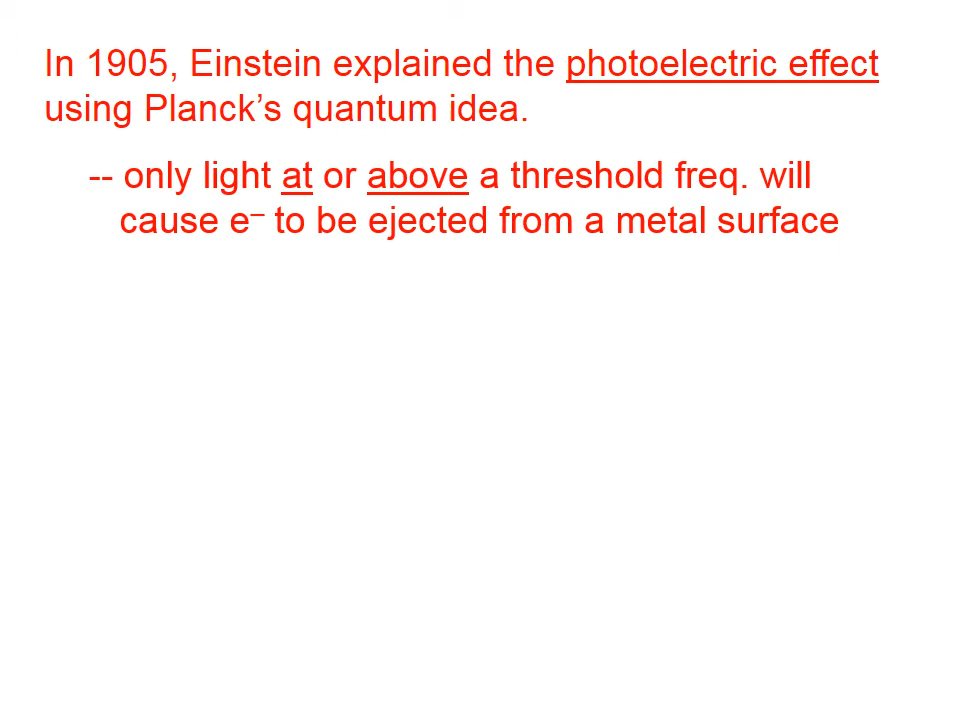 In 1905, Einstein explained the photoelectric effect
using Planck’s quantum idea.
-- only light at or above a threshold freq. will
cause e– to be ejected from a metal surface